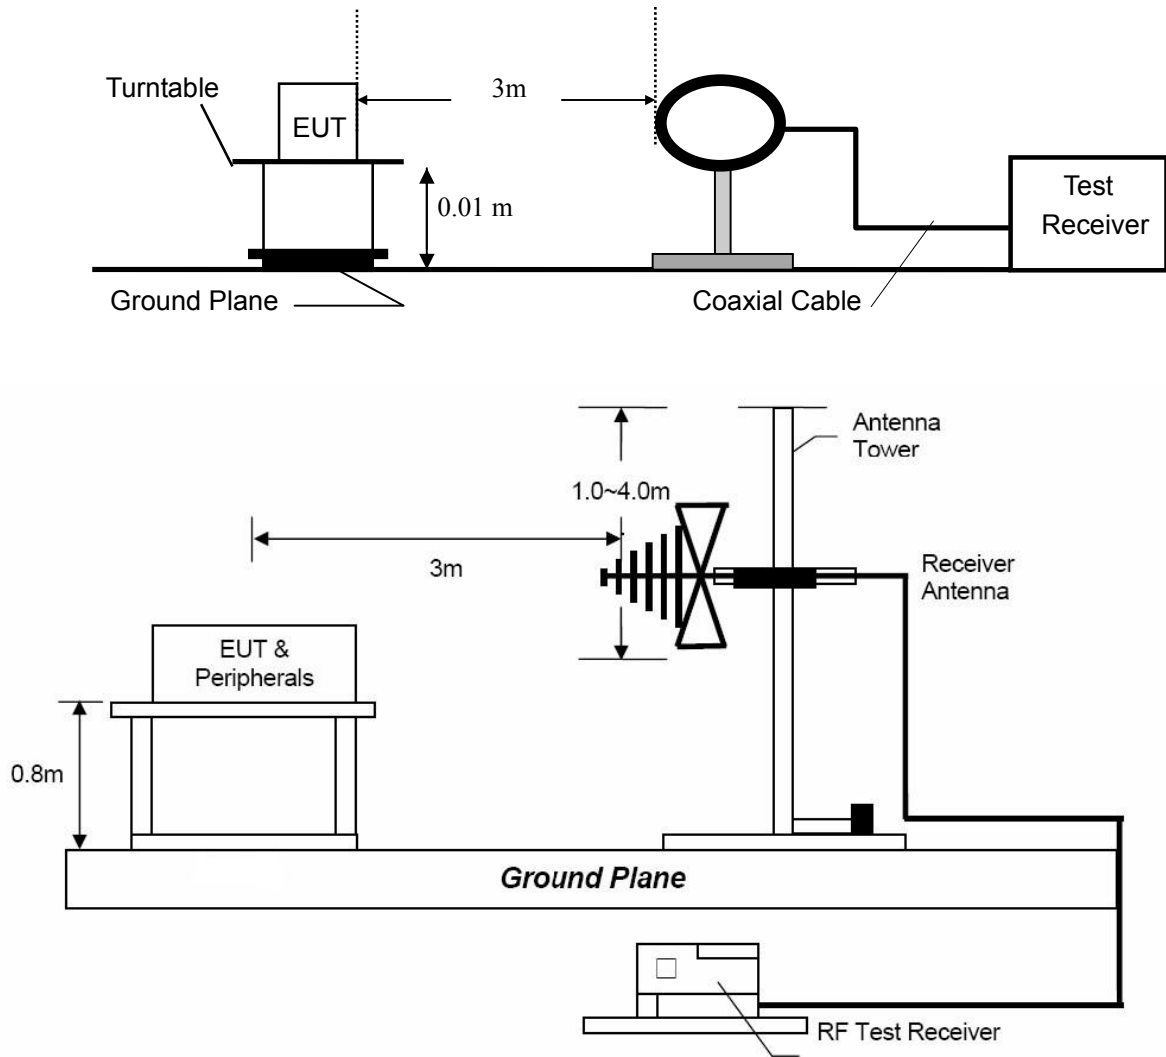 3m
Turntable
EUT
0.01 m
Test
Receiver
Ground Plane
Coaxial Cable
Antenna
Tower
1.0~4.0m
3m
Receiver
Antenna
EUT &
Peripherals
0.8m
Ground Plane
RF Test Receiver